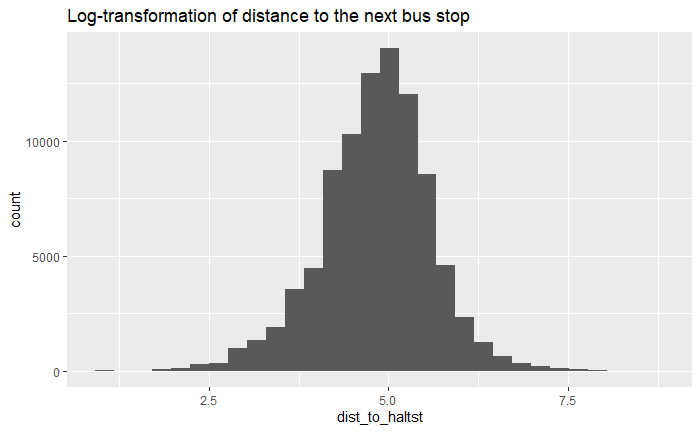 Log-transformation of distance to the next bus stop
count
10000
5000
0
2.5
5.0
7.5
dist_to_haltst